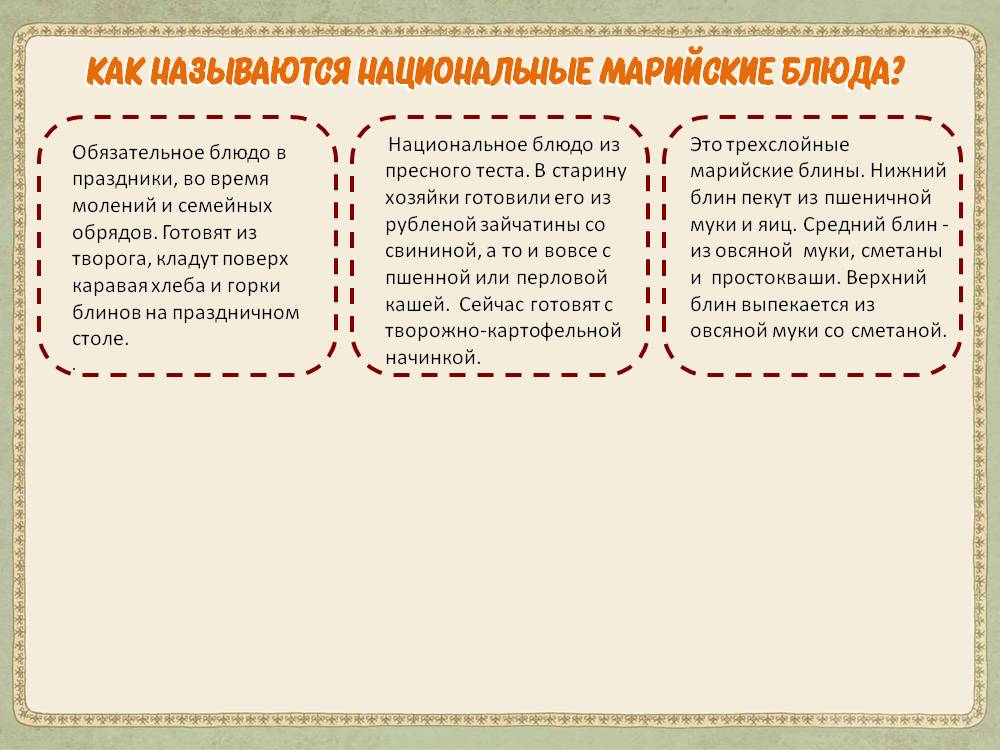 КАК НАЗЫВАЮТСЯ НАЦИОНАЛЬНЫЕ МАРИЙСКИЕ БЛЮДА?
Обязательное блюдо в
праздники, во время
молений и семейных
обрядов. Готовят из
творога, кладут поверх
каравая хлеба и горки
блинов на праздничном
столе.
.
Национальное блюдо из
пресного теста. В старину
хозяйки готовили его из
рубленой зайчатины со
свининой, а то и вовсе с
пшенной или перловой
кашей. Сейчас готовят с
творожно-картофельной
начинкой.
Это трехслойные
марийские блины. Нижний
блин пекут из пшеничной
муки и яиц. Средний блин -
из овсяной муки, сметаны
и простокваши. Верхний
блин выпекается из
овсяной муки со сметаной.